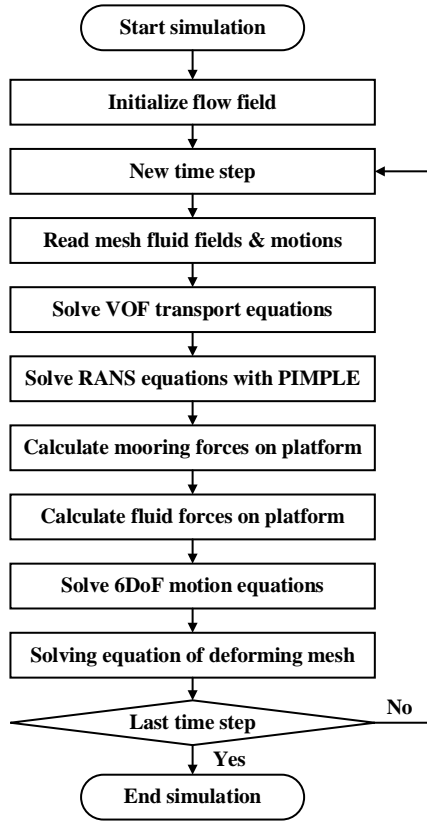 Start simulation
Initialize flow field
New time step
Read mesh fluid fields & motions
Solve VOF transport equations
Solve RANS equations with PIMPLE
Calculate mooring forces on platform
Calculate fluid forces on platform
Solve 6DoF motion equations
Solving equation of deforming mesh
Last time step
No
Yes
End simulation